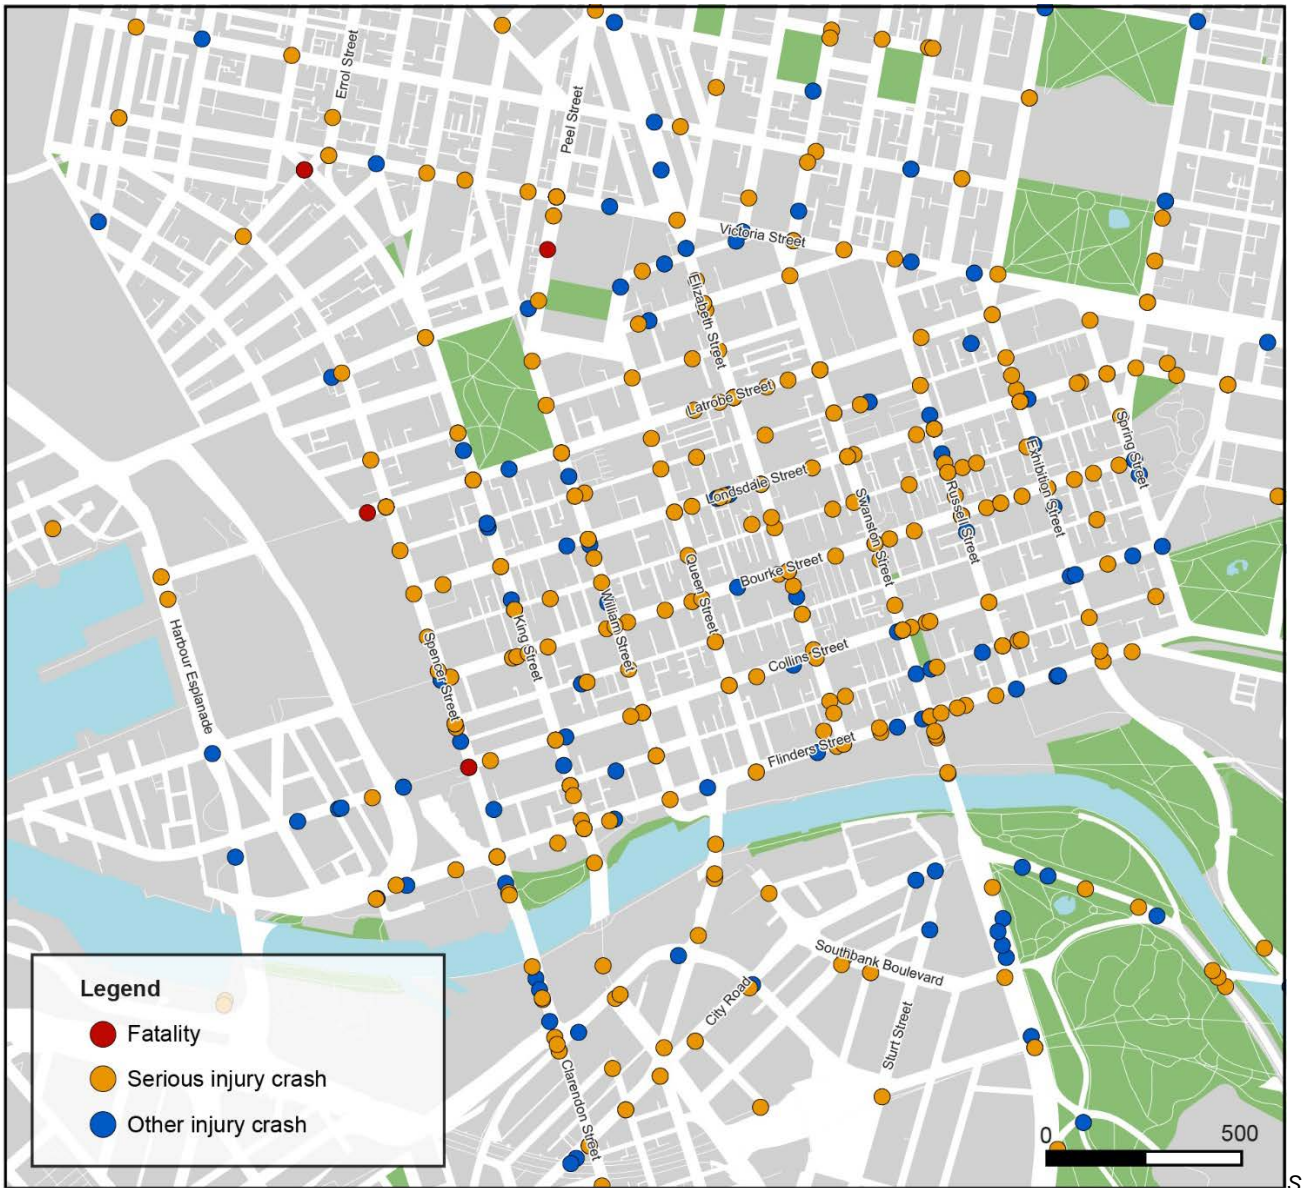 Errol Street
Peel Street
Victoria Street
Elizabeth Street
Latrobe Street
Londsdale Street
Swanston Street
Russell Street
Exhibition Street
Spring Street
Bourke Street
Queen Street
William Street
King Street
Spencer Street
Collins Street
Harbour Esplanade
Flinders Street
Southbank Boulevard
City Road
Sturt Street
Clarendon Street
Legend
Fatality
Serious injury crash
Other injury crash
0 500
S